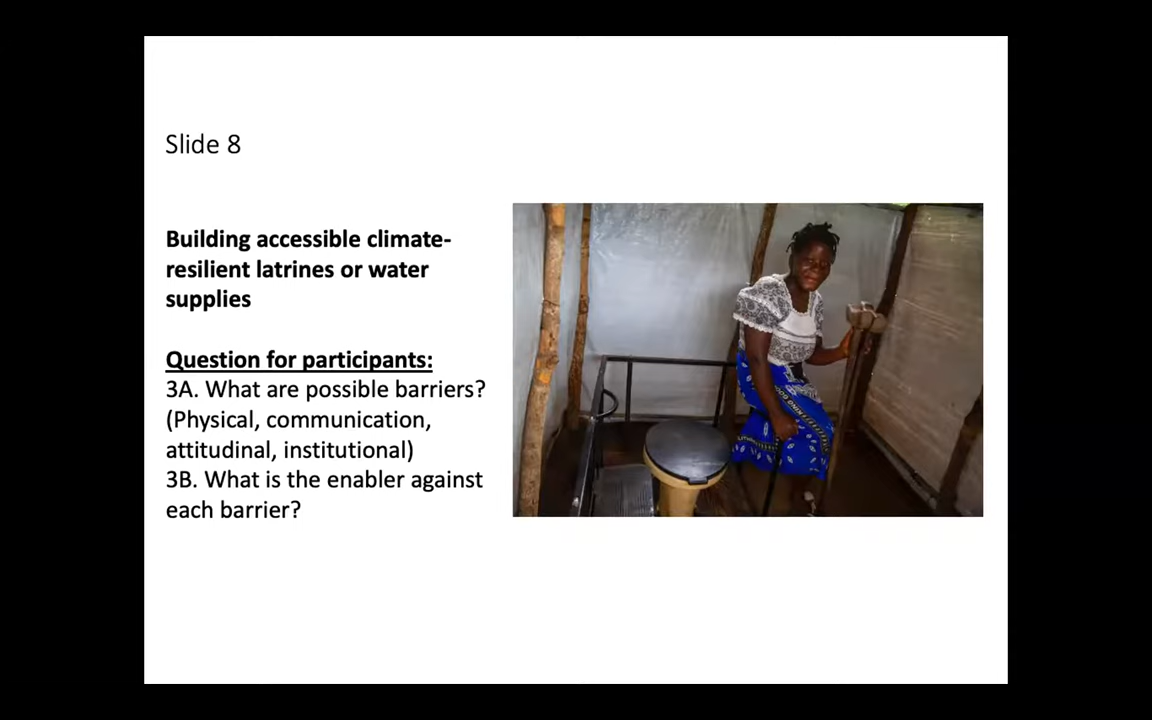 Slide 8
Building accessible climate-
resilient latrines or water
supplies
Question for participants:
3A. What are possible barriers?
(Physical, communication,
attitudinal, institutional)
3B. What is the enabler against
each barrier?